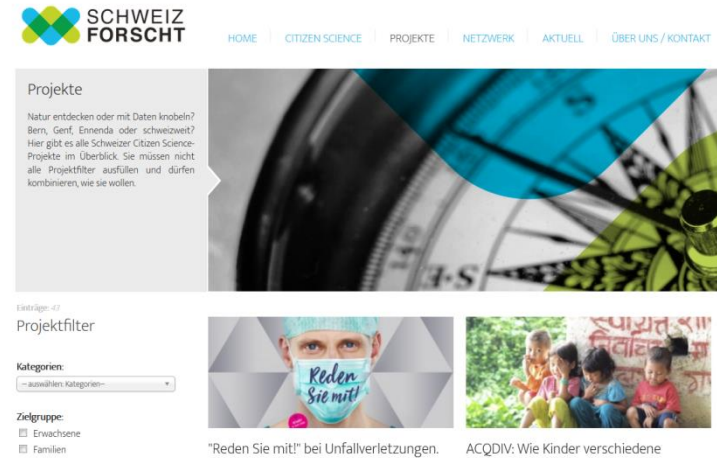 SCHWEIZ
FORSCHT
HOME CITIZEN SCIENCE PROJEKTE NETZWERK AKTUELL ÜBER UNS / KONTAKT
Projekte
Natur entdecken oder mit Daten knobeln?
Bern, Genf, Ennenda oder schweizweit?
Hier gibt es alle Schweizer Citizen Science-
Projekte im Überblick. Sie müssen nicht
alle Projektfilter ausfüllen und dürfen
kombinieren, wie sie wollen.
Einträge: 42
Projektfilter
Kategorien:
-- auswählen: Kategorien--
Zielgruppe:
Erwachsene
Familien
Reden
Sie mit!
"Reden Sie mit!" bei Unfallverletzungen.
ACQDIV: Wie Kinder verschiedene